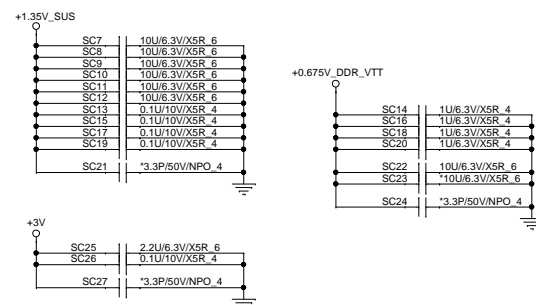 +1.35V_SUS
SC7 10U/6.3V/X5R_6
SC8 10U/6.3V/X5R_6
SC9 10U/6.3V/X5R_6
SC10 10U/6.3V/X5R_6
SC11 10U/6.3V/X5R_6
SC12 10U/6.3V/X5R_6
SC13 0.1U/10V/X5R_4
SC15 0.1U/10V/X5R_4
SC17 0.1U/10V/X5R_4
SC19 0.1U/10V/X5R_4
SC21 *3.3P/50V/NPO_4
+0.675V_DDR_VTT
SC14 1U/6.3V/X5R_4
SC16 1U/6.3V/X5R_4
SC18 1U/6.3V/X5R_4
SC20 1U/6.3V/X5R_4
SC22 10U/6.3V/X5R_6
SC23 *10U/6.3V/X5R_6
SC24 *3.3P/50V/NPO_4
+3V
SC25 2.2U/6.3V/X5R_6
SC26 0.1U/10V/X5R_4
SC27 *3.3P/50V/NPO_4